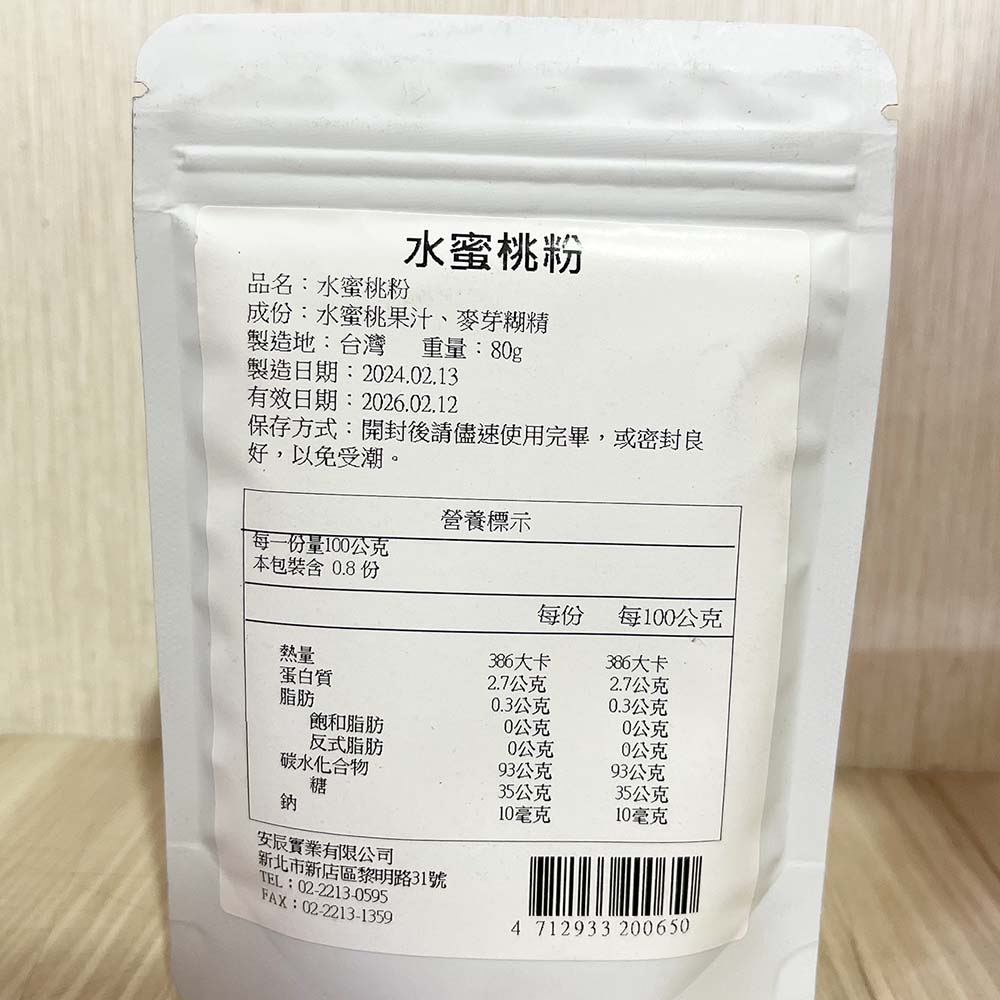 水蜜桃粉
品名：水蜜桃粉
成份：水蜜桃果汁、麥芽糊精
製造地：台灣 重量：80g
製造日期：2024.02.13
有效日期：2026.02.12
保存方式：開封後請儘速使用完畢，或密封良
好，以免受潮。
營養標示
每一份量100公克
本包裝含 0.8 份
每份 每100公克
熱量 386大卡 386大卡
蛋白質 2.7公克 2.7公克
脂肪 0.3公克 0.3公克
飽和脂肪 0公克 0公克
反式脂肪 0公克 0公克
碳水化合物 93公克 93公克
糖 35公克 35公克
鈉 10毫克 10毫克
安辰實業有限公司
新北市新店區黎明路31號
TEL：02-2213-0595
FAX：02-2213-1359
4 712933 200650